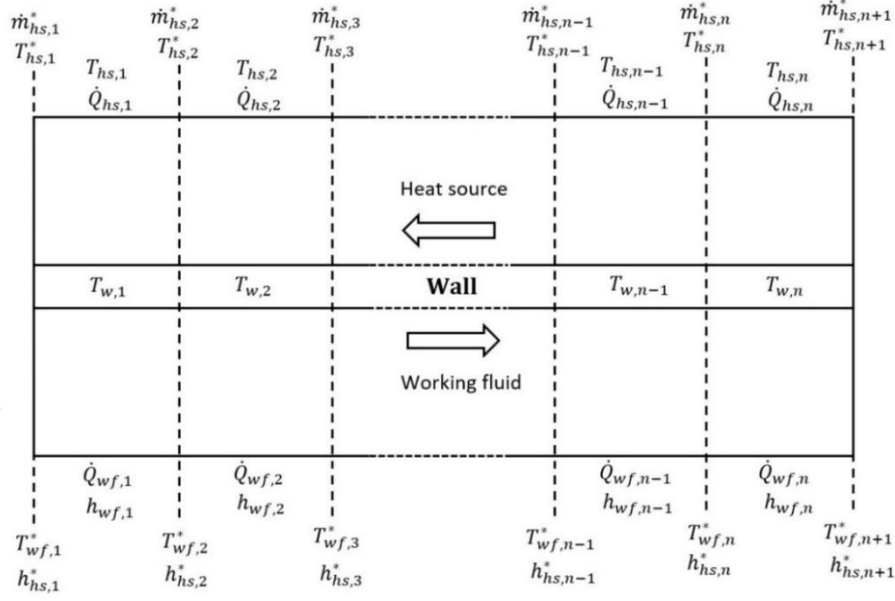 ṁ*hs,1 ṁ*hs,2 ṁ*hs,3 ṁ*hs,n−1 ṁ*hs,n ṁ*hs,n+1
T*hs,1 T*hs,2 T*hs,3 T*hs,n−1 T*hs,n T*hs,n+1
Ths,1 Ths,2 Ths,n−1 Ths,n
Q̇hs,1 Q̇hs,2 Q̇hs,n−1 Q̇hs,n
Heat source
Tw,1 Tw,2 Wall Tw,n−1 Tw,n
Working fluid
Q̇wf,1 Q̇wf,2 Q̇wf,n−1 Q̇wf,n
hwf,1 hwf,2 hwf,n−1 hwf,n
T*wf,1 T*wf,2 T*wf,3 T*wf,n−1 T*wf,n T*wf,n+1
h*hs,1 h*hs,2 h*hs,3 h*hs,n−1 h*hs,n h*hs,n+1